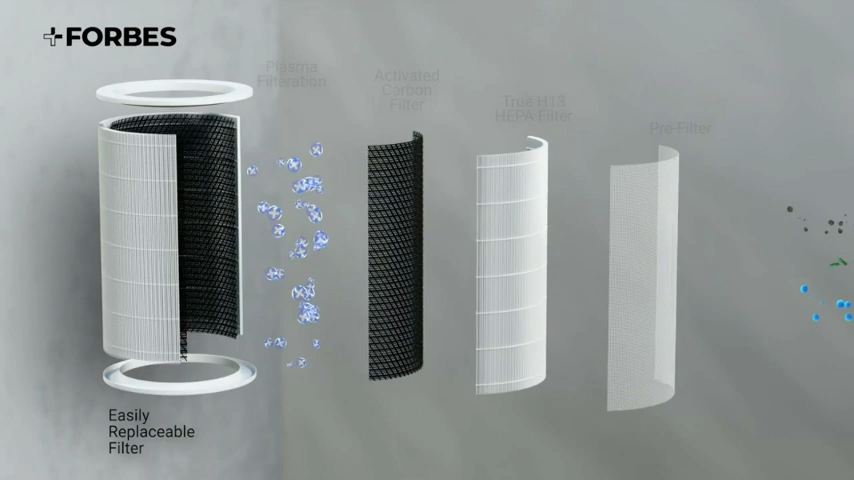 +FORBES
Plasma
Filteration
Activated
Carbon
Filter
True H13
HEPA Filter
Pre-Filter
Easily
Replaceable
Filter